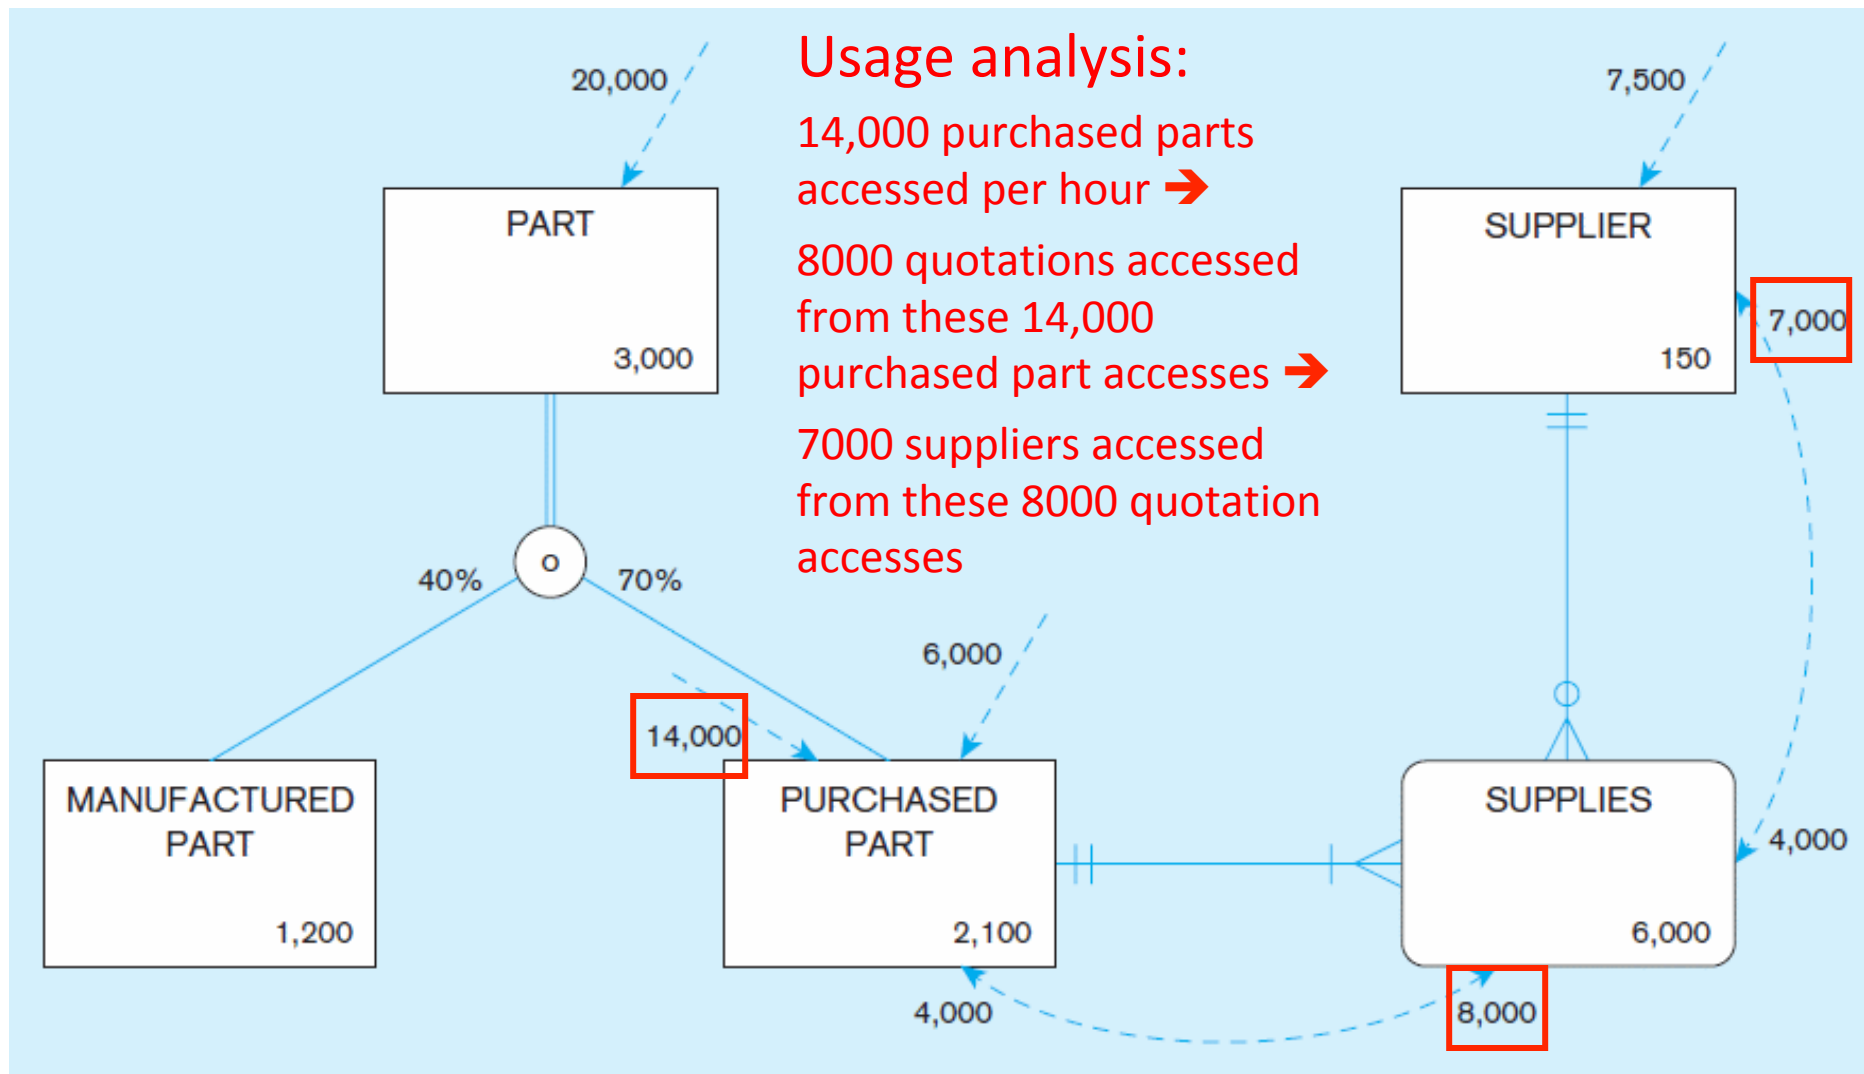 Usage analysis:
14,000 purchased parts
accessed per hour ➔
8000 quotations accessed
from these 14,000
purchased part accesses ➔
7000 suppliers accessed
from these 8000 quotation
accesses
20,000
PART
3,000
7,500
SUPPLIER
150
7,000
40%
O
70%
6,000
14,000
MANUFACTURED
PART
1,200
PURCHASED
PART
2,100
SUPPLIES
6,000
4,000
4,000
8,000